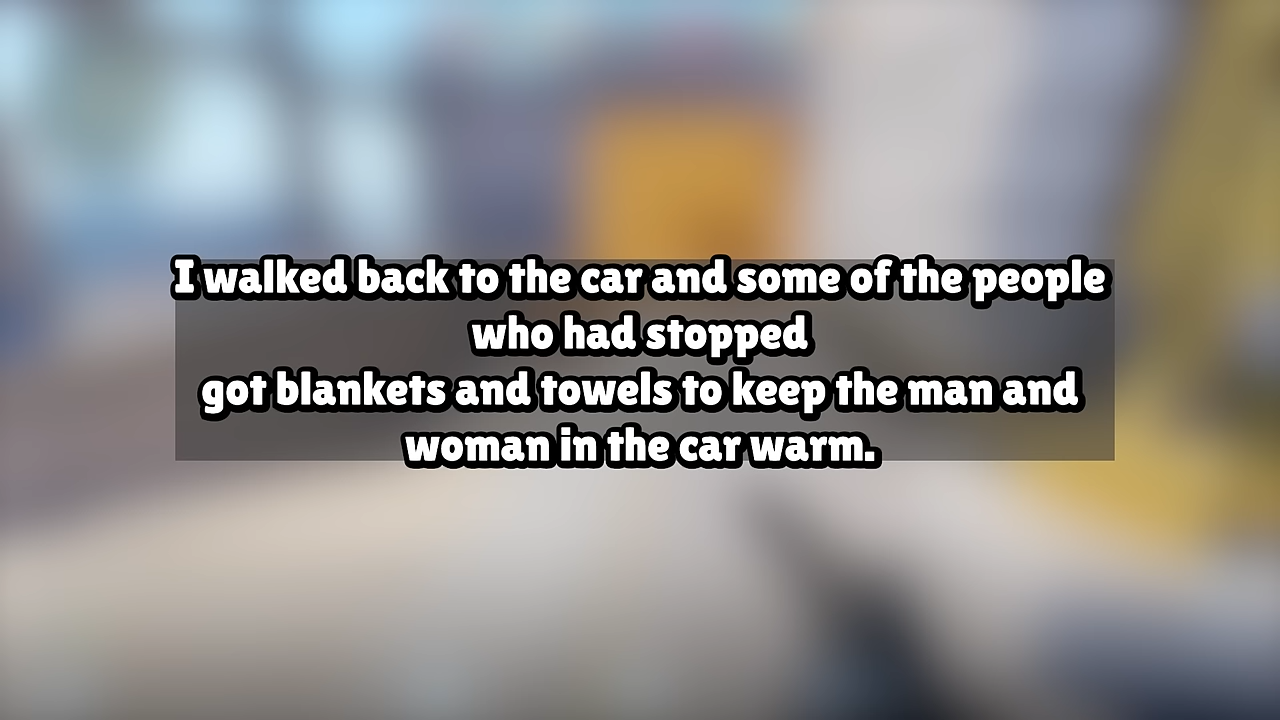 I walked back to the car and some of the people
who had stopped
got blankets and towels to keep the man and
woman in the car warm.